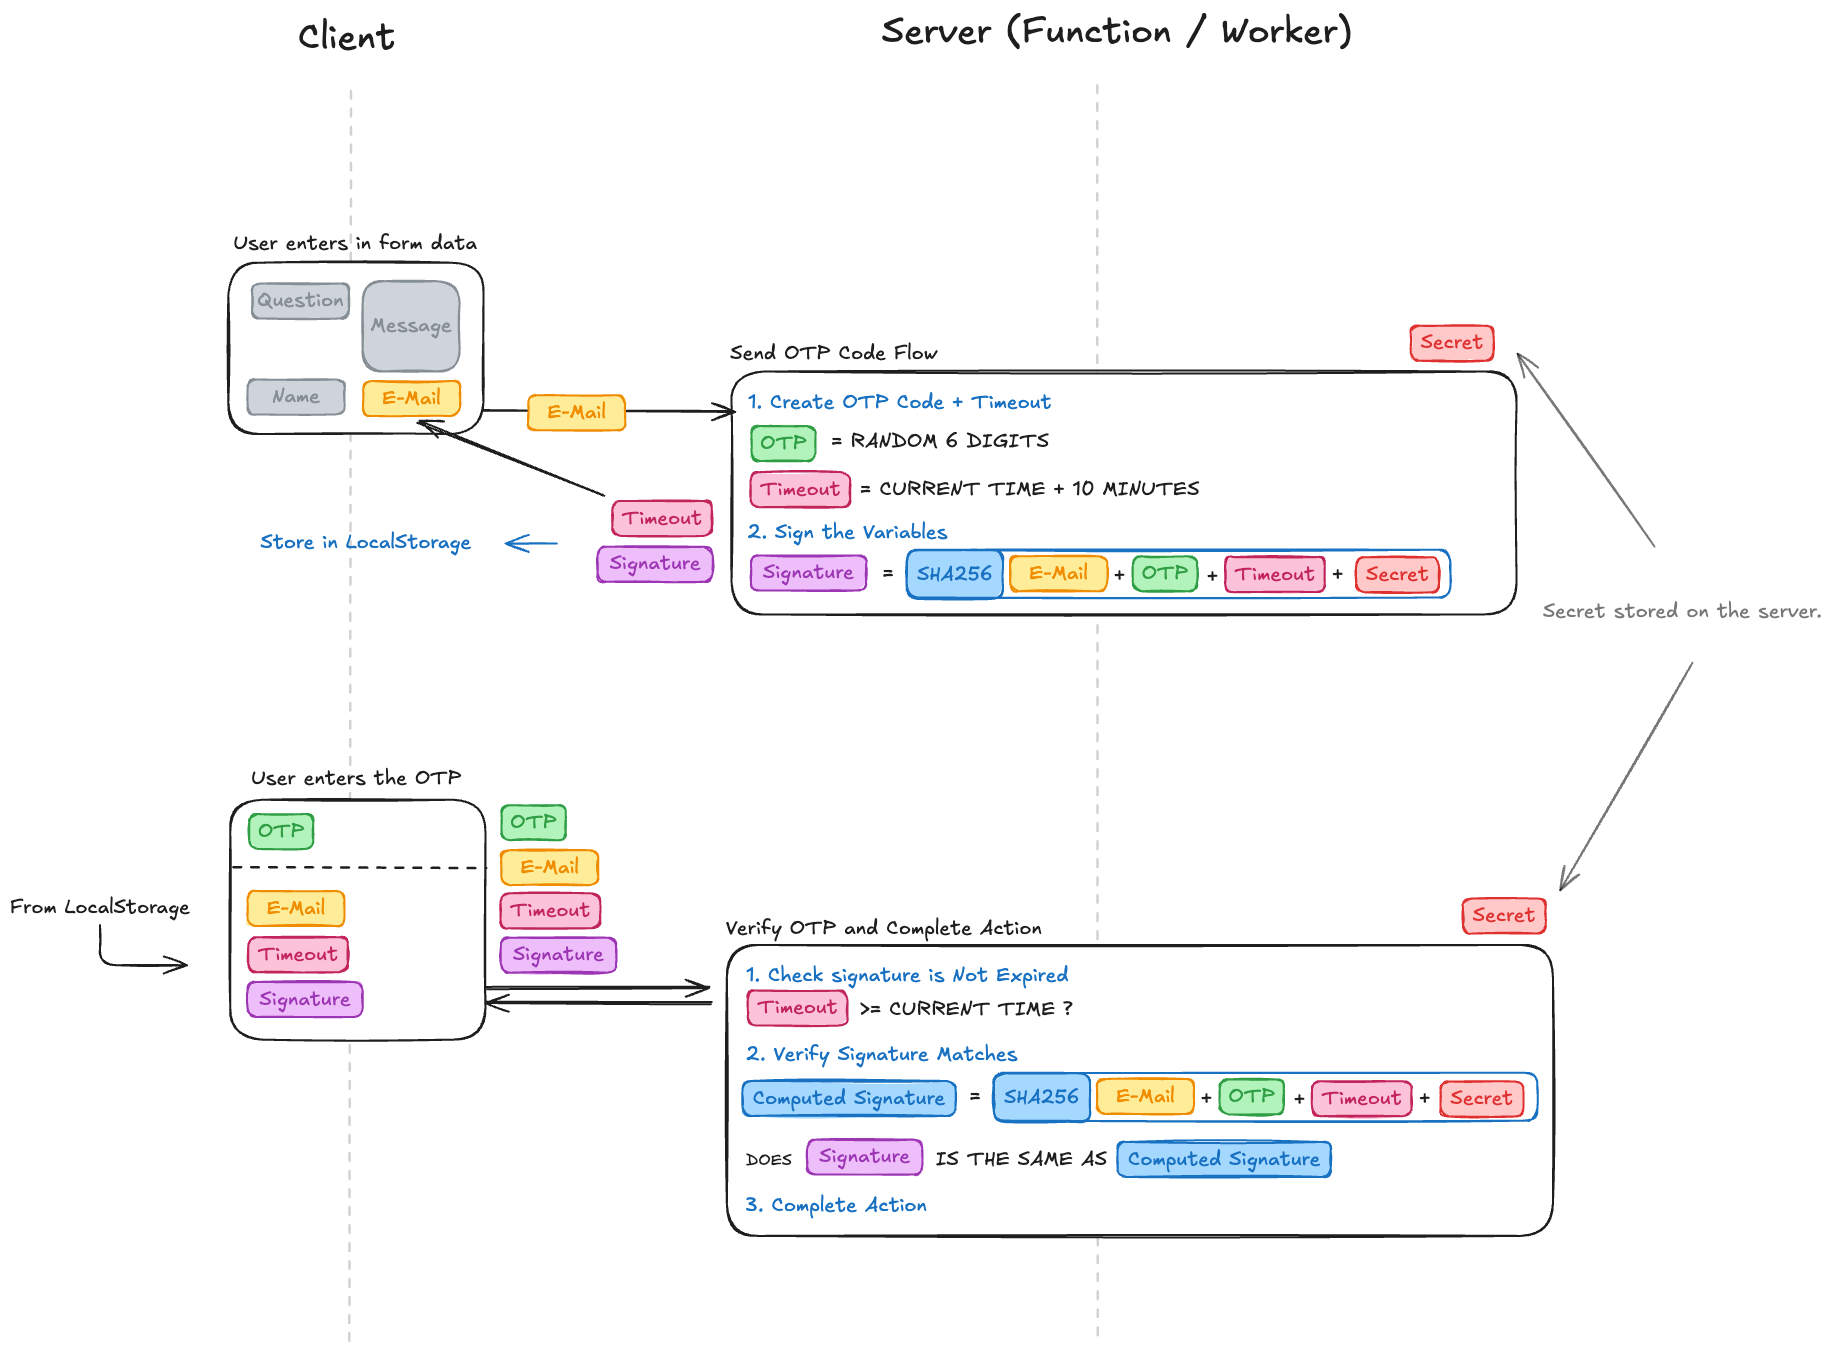 Client
Server (Function / Worker)
User enters in form data
Question
Message
Name
E-Mail
E-Mail
Timeout
Signature
Store in LocalStorage
Send OTP Code Flow
Secret
1. Create OTP Code + Timeout
OTP = RANDOM 6 DIGITS
Timeout = CURRENT TIME + 10 MINUTES
2. Sign the Variables
Signature = SHA256 E-Mail + OTP + Timeout + Secret
Secret stored on the server.
User enters the OTP
OTP
From LocalStorage
E-Mail
Timeout
Signature
OTP
E-Mail
Timeout
Signature
Verify OTP and Complete Action
Secret
1. Check signature is Not Expired
Timeout >= CURRENT TIME ?
2. Verify Signature Matches
Computed Signature = SHA256 E-Mail + OTP + Timeout + Secret
DOES Signature IS THE SAME AS Computed Signature
3. Complete Action